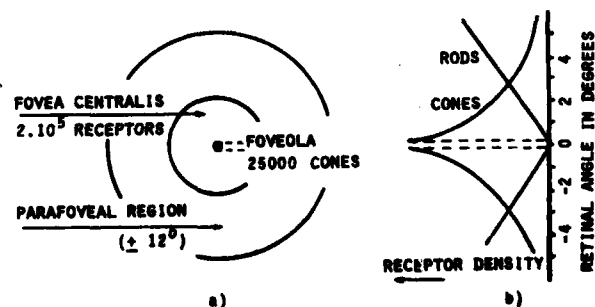 FOVEA CENTRALIS
2.10⁵ RECEPTORS
FOVEOLA
25000 CONES
PARAFOVEAL REGION
(± 12⁰)
a)
RODS
CONES
4
2
0
-2
-4
RETINAL ANGLE IN DEGREES
RECEPTOR DENSITY
b)